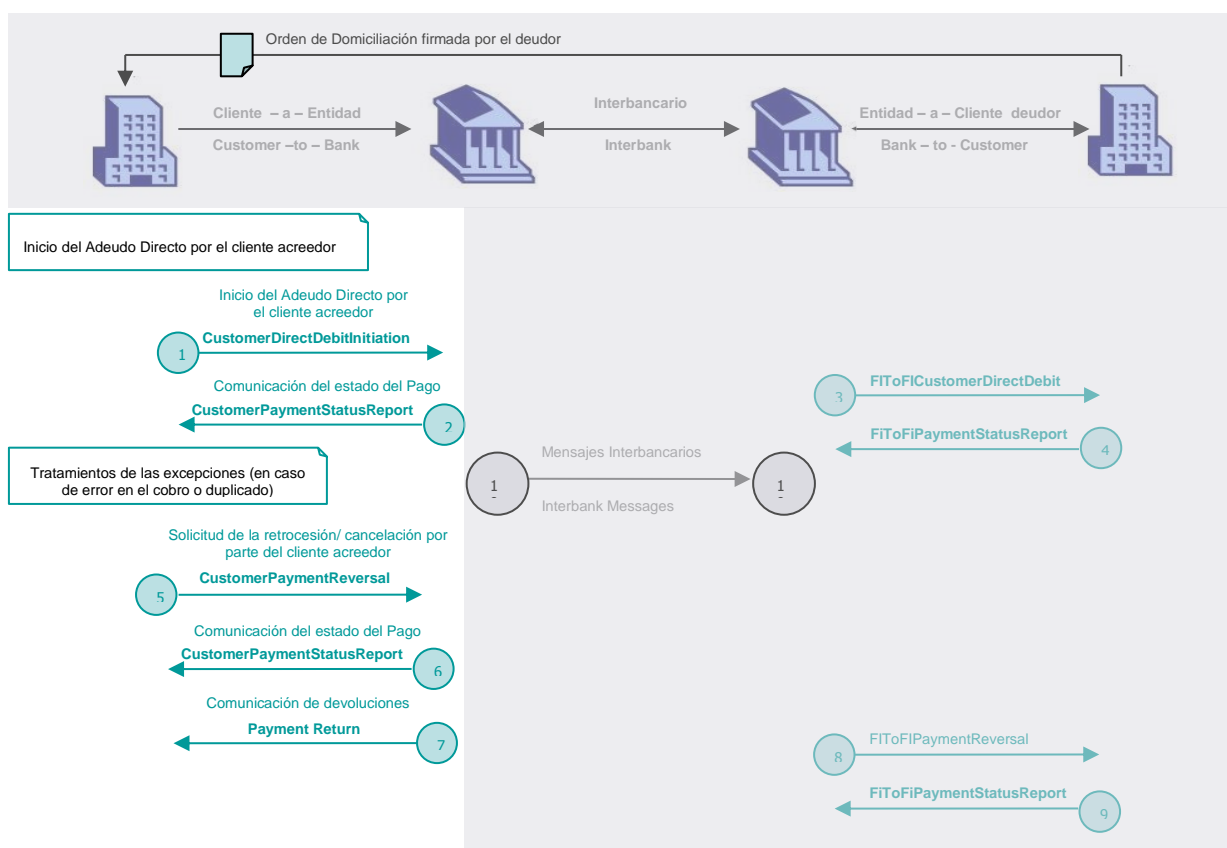 Orden de Domiciliación firmada por el deudor
Cliente – a – Entidad
Customer –to – Bank
Interbancario
Interbank
Entidad – a – Cliente deudor
Bank – to - Customer
Inicio del Adeudo Directo por el cliente acreedor
Inicio del Adeudo Directo por
el cliente acreedor
CustomerDirectDebitInitiation
1
Comunicación del estado del Pago
CustomerPaymentStatusReport
2
FIToFICustomerDirectDebit
3
FiToFiPaymentStatusReport
4
Tratamientos de las excepciones (en caso
de error en el cobro o duplicado)
Mensajes Interbancarios
1
1
Interbank Messages
Solicitud de la retrocesión/ cancelación por
parte del cliente acreedor
CustomerPaymentReversal
5
Comunicación del estado del Pago
CustomerPaymentStatusReport
6
Comunicación de devoluciones
Payment Return
7
FIToFIPaymentReversal
8
FiToFiPaymentStatusReport
9